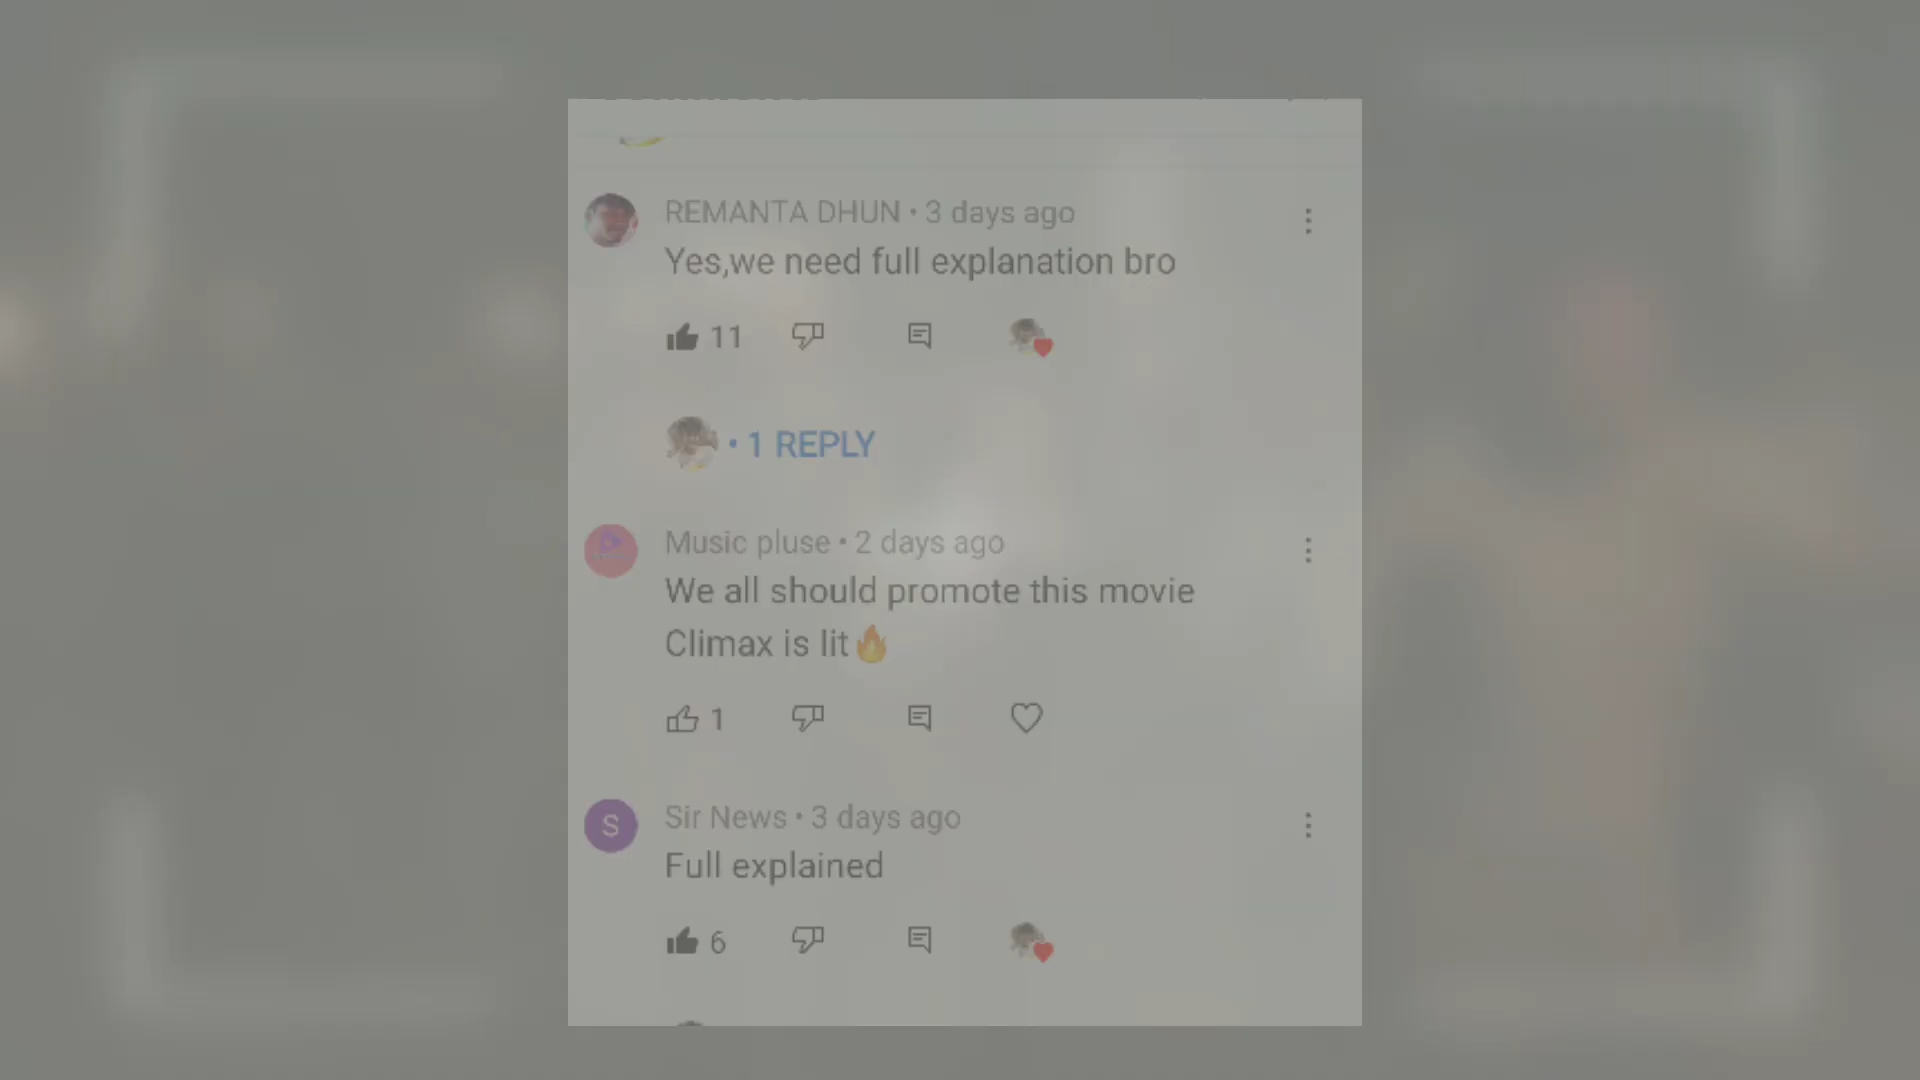 REMANTA DHUN • 3 days ago
Yes,we need full explanation bro
11
• 1 REPLY
Music pluse • 2 days ago
We all should promote this movie
Climax is lit🔥
1
S
Sir News • 3 days ago
Full explained
6